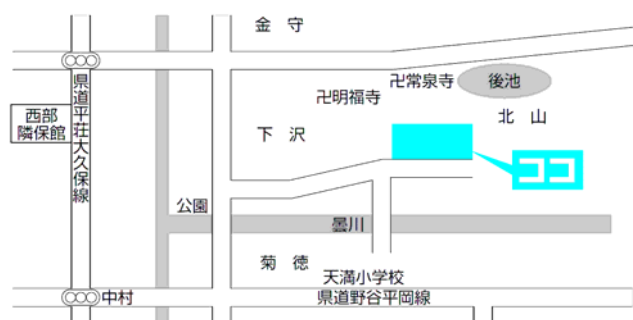 金守
卍常泉寺
後池
卍明福寺
北山
西部
隣保館
県道平荘大久保線
下沢
ココ
公園
曇川
菊徳
天満小学校
中村
県道野谷平岡線